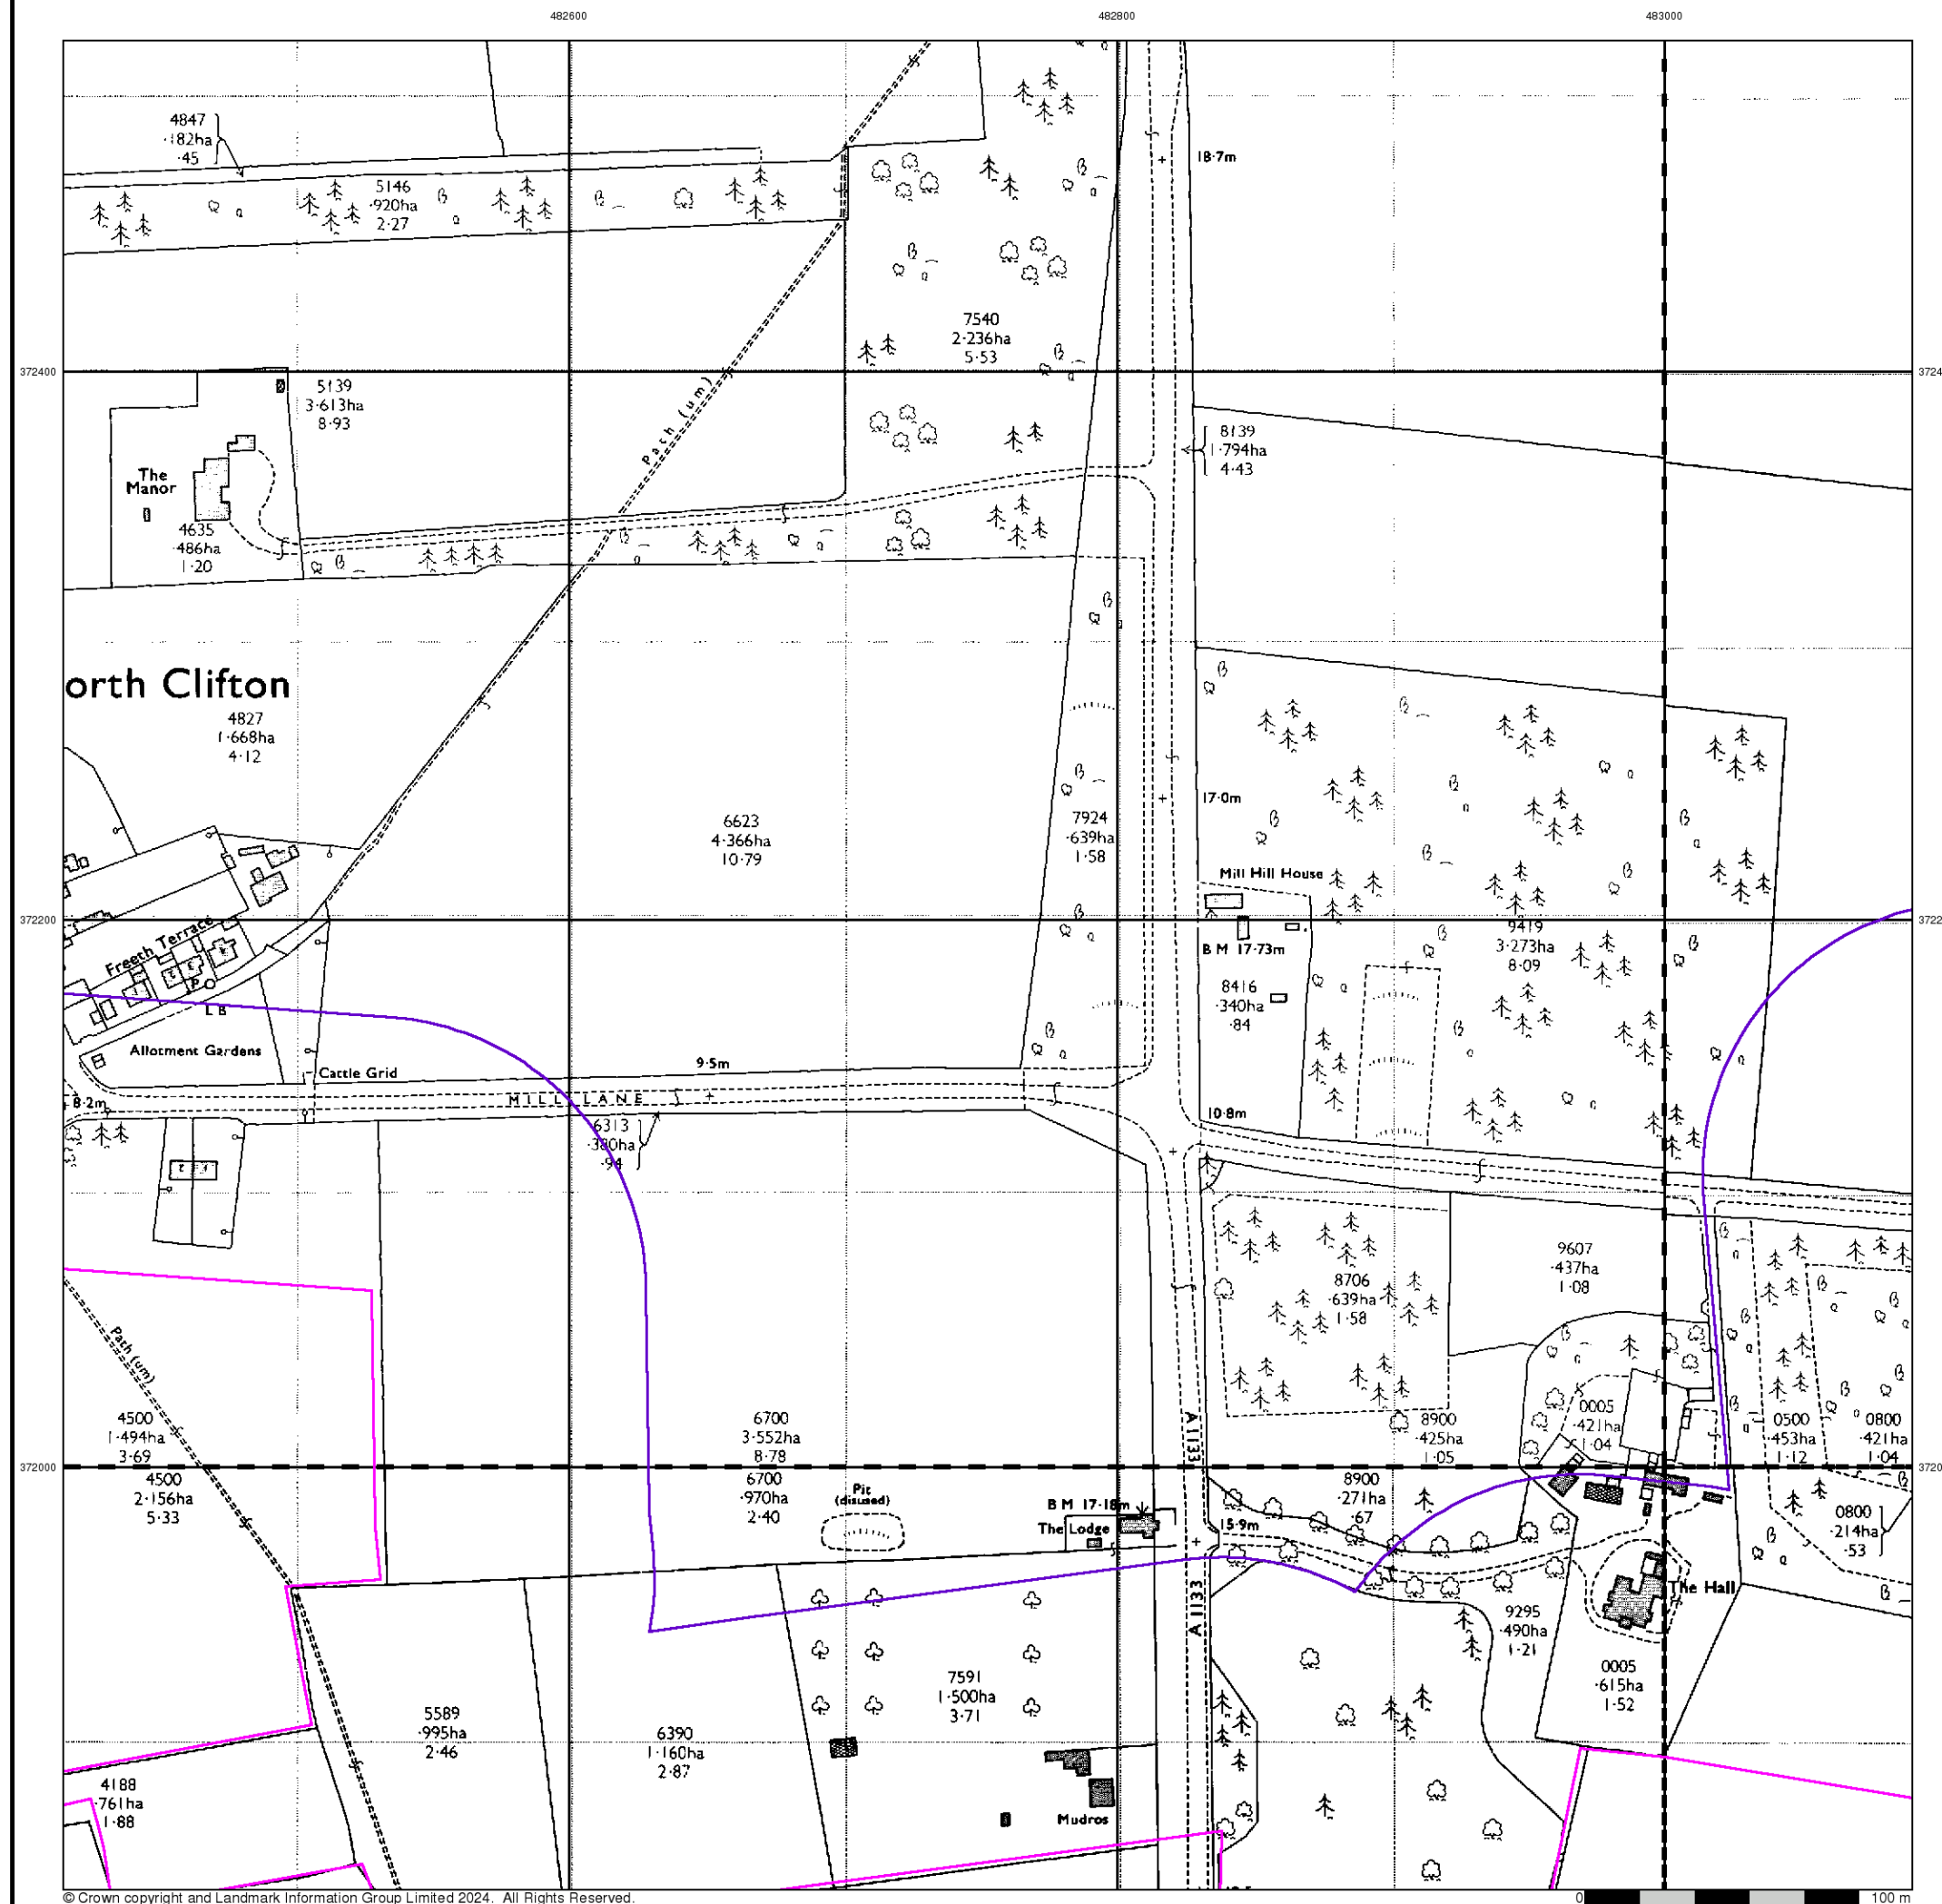 482600
482800
483000
4847
·182ha
·45
5146
·920ha
2·27
18·7m
7540
2·236ha
5·53
372400
3724
5139
3·613ha
8·93
Path (um)
8139
1·794ha
4·43
The
Manor
4635
·486ha
1·20
orth Clifton
4827
1·668ha
4·12
17·0m
6623
4·366ha
10·79
7924
·639ha
1·58
Mill Hill House
372200
3722
9419
3·273ha
8·09
Freeth Terrace
BM 17·73m
P
LB
8416
·340ha
·84
Allotment Gardens
Cattle Grid
9·5m
8·2m
MILL LANE
10·8m
6313
·380ha
·94
9607
·437ha
1·08
8706
·639ha
1·58
Path (um)
4500
1·494ha
3·69
6700
3·552ha
8·78
A 1133
8900
·425ha
1·05
0005
·421ha
1·04
0500
·453ha
1·12
0800
·421ha
1·04
372000
3720
4500
2·156ha
5·33
6700
·970ha
2·40
Pit
(disused)
BM 17·18m
The Lodge
15·9m
8900
·271ha
·67
0800
·214ha
·53
A 1133
The Hall
9295
·490ha
1·21
0005
·615ha
1·52
7591
1·500ha
3·71
5589
·995ha
2·46
6390
1·160ha
2·87
4188
·761ha
1·88
Mudros
© Crown copyright and Landmark Information Group Limited 2024. All Rights Reserved.
0
100 m